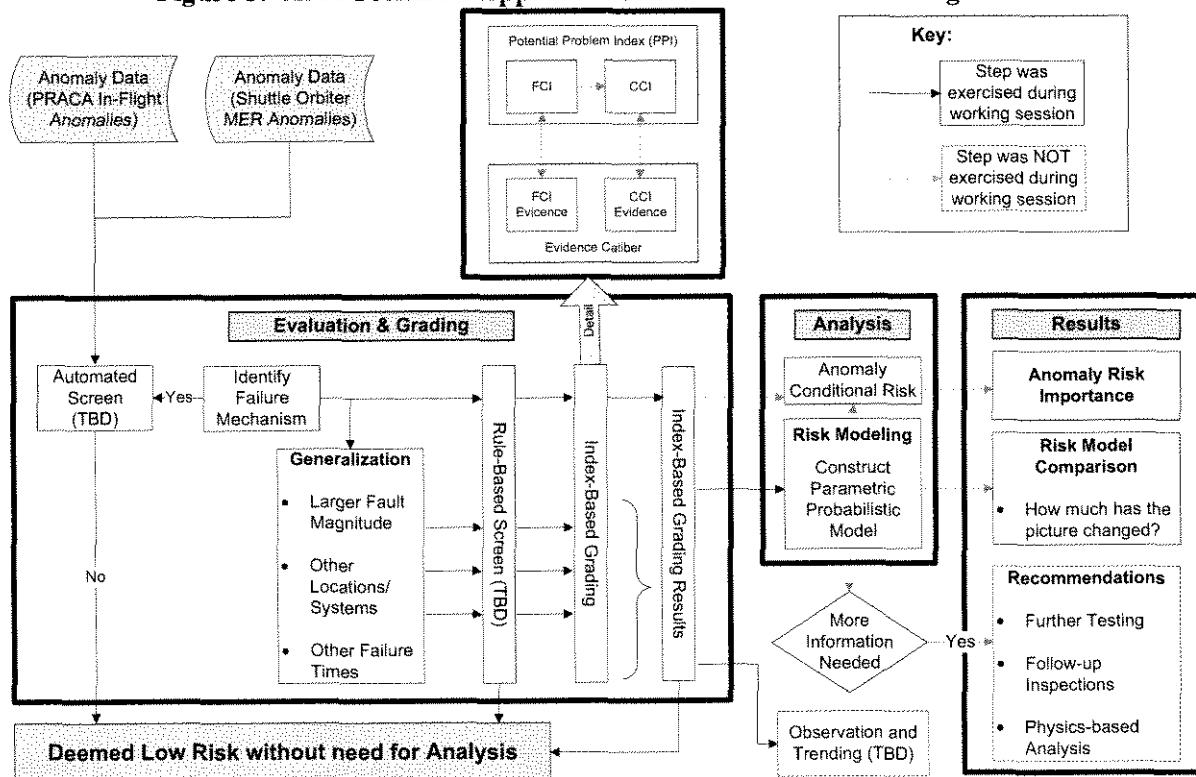 Anomaly Data
(PRACA In-Flight
Anomalies)
Anomaly Data
(Shuttle Orbiter
MER Anomalies)
Potential Problem Index (PPI)
FCI
CCI
FCI
Evicence
CCI
Evidence
Evidence Caliber
Key:
Step was
exercised during
working session
Step was NOT
exercised during
working session
Detail
Evaluation & Grading
Automated
Screen
(TBD)
Yes
Identify
Failure
Mechanism
Generalization
• Larger Fault
Magnitude
• Other
Locations/
Systems
• Other Failure
Times
No
Rule-Based Screen (TBD)
Index-Based Grading
Index-Based Grading Results
Analysis
Anomaly
Conditional Risk
Risk Modeling
Construct
Parametric
Probabilistic
Model
More
Information
Needed
Yes
Observation and
Trending (TBD)
Results
Anomaly Risk
Importance
Risk Model
Comparison
• How much has the
picture changed?
Recommendations
• Further Testing
• Follow-up
Inspections
• Physics-based
Analysis
Deemed Low Risk without need for Analysis